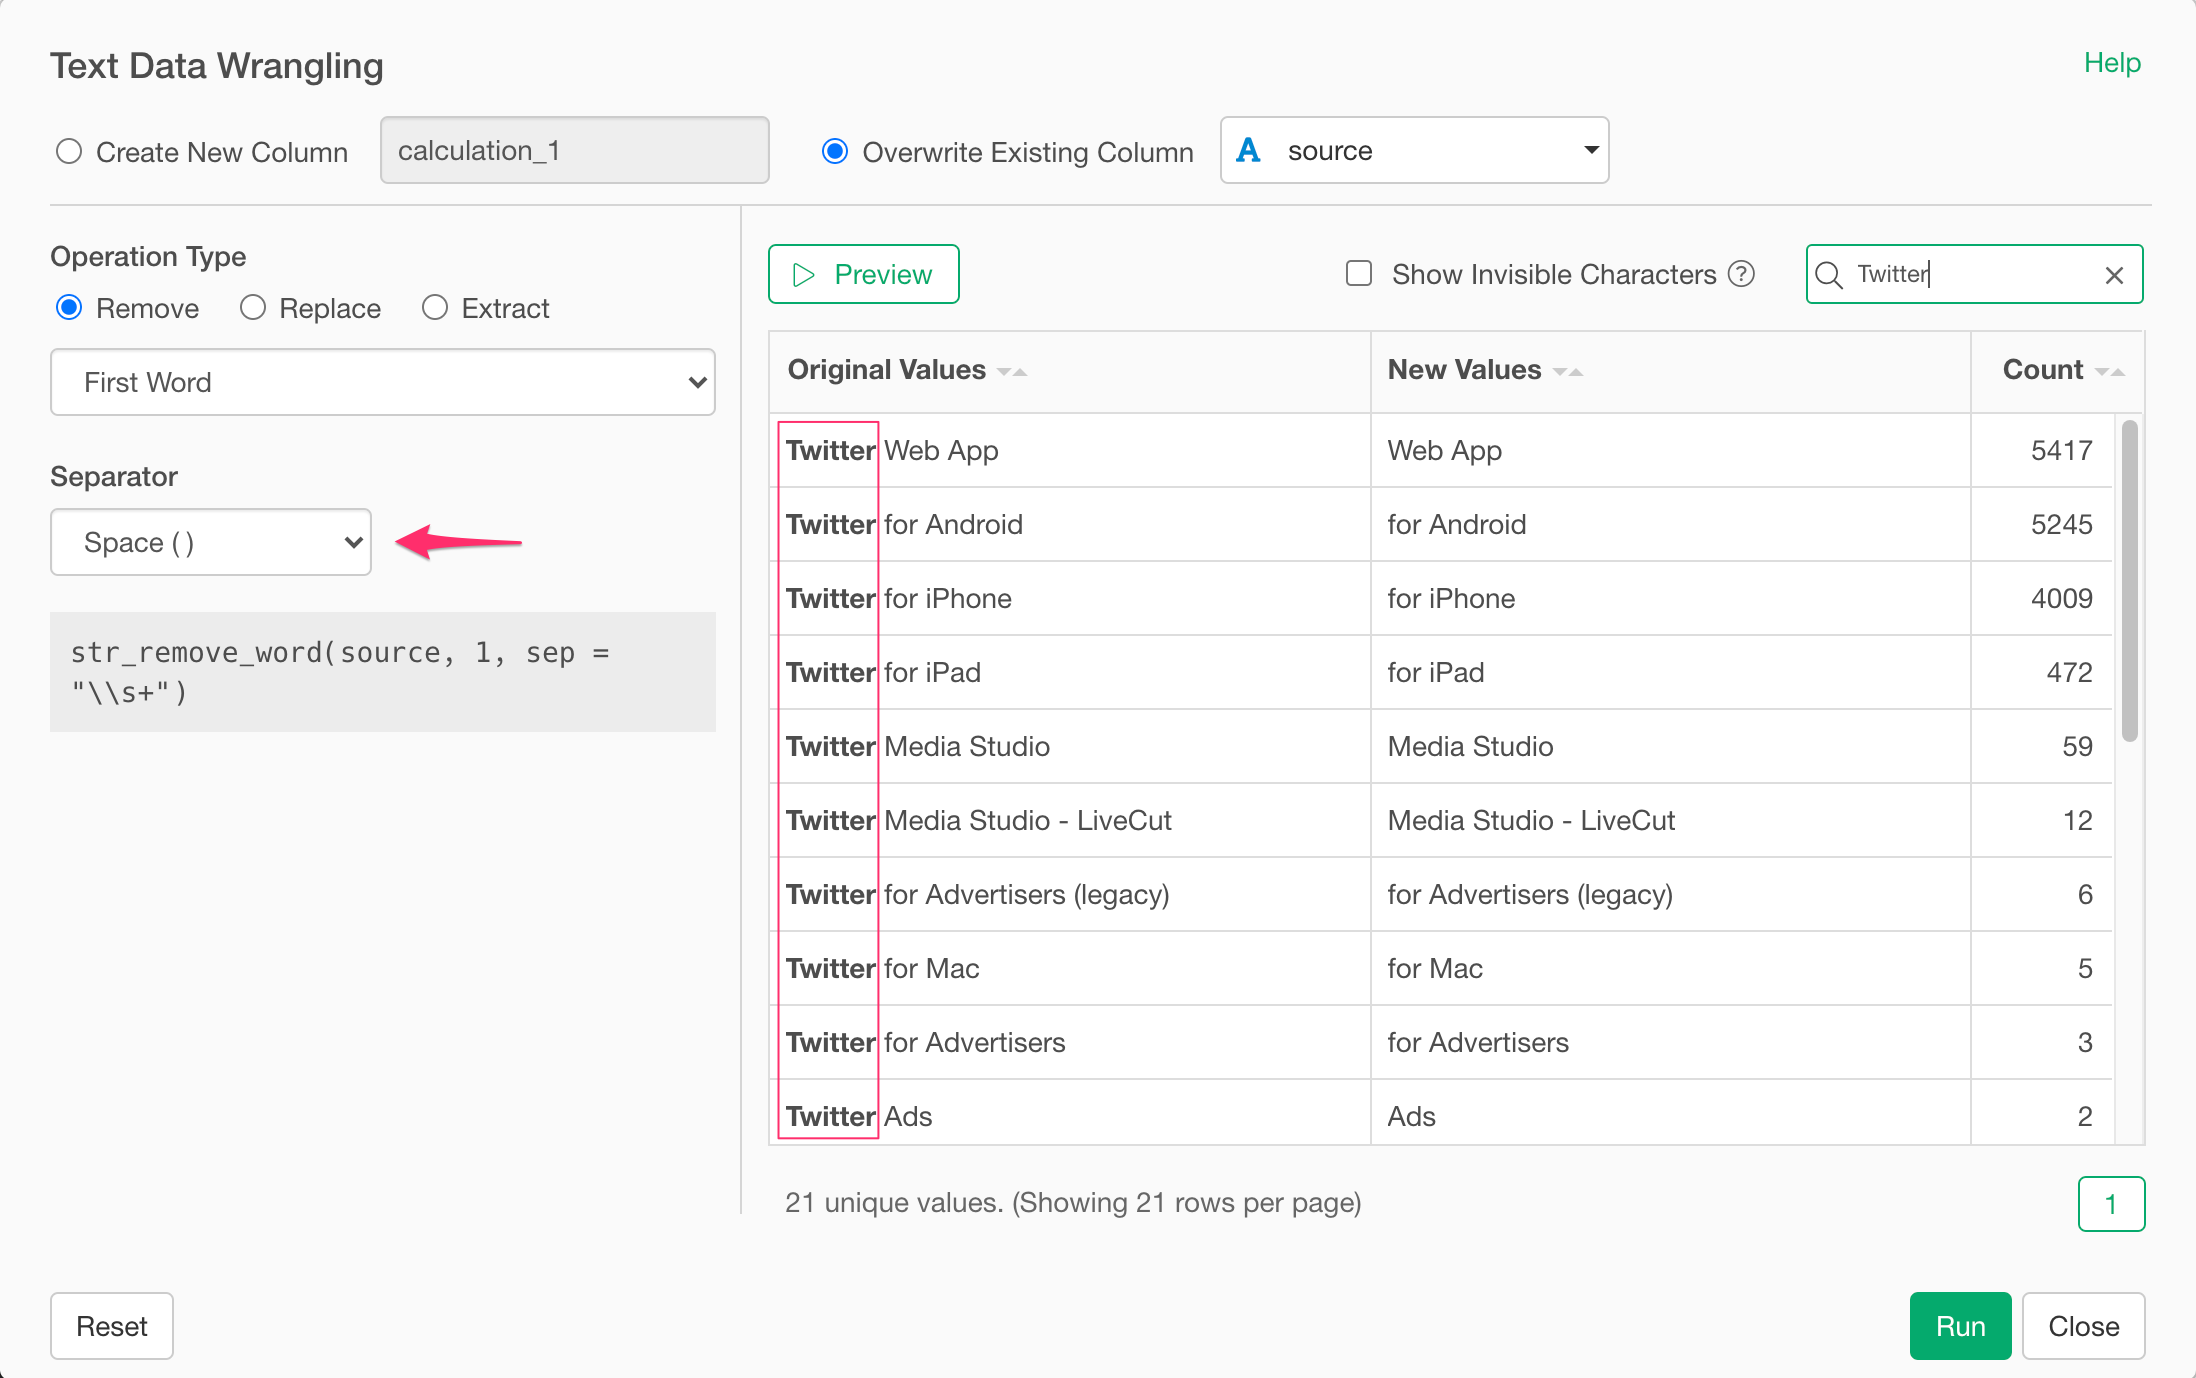 Text Data Wrangling
Help
Create New Column
calculation_1
Overwrite Existing Column
A source
Operation Type
Remove
Replace
Extract
First Word
Separator
Space ( )
str_remove_word(source, 1, sep =
"\\s+")
Preview
Show Invisible Characters ?
Twitter
Original Values New Values Count
Twitter Web App Web App 5417
Twitter for Android for Android 5245
Twitter for iPhone for iPhone 4009
Twitter for iPad for iPad 472
Twitter Media Studio Media Studio 59
Twitter Media Studio - LiveCut Media Studio - LiveCut 12
Twitter for Advertisers (legacy) for Advertisers (legacy) 6
Twitter for Mac for Mac 5
Twitter for Advertisers for Advertisers 3
Twitter Ads Ads 2
21 unique values. (Showing 21 rows per page)
1
Reset
Run
Close